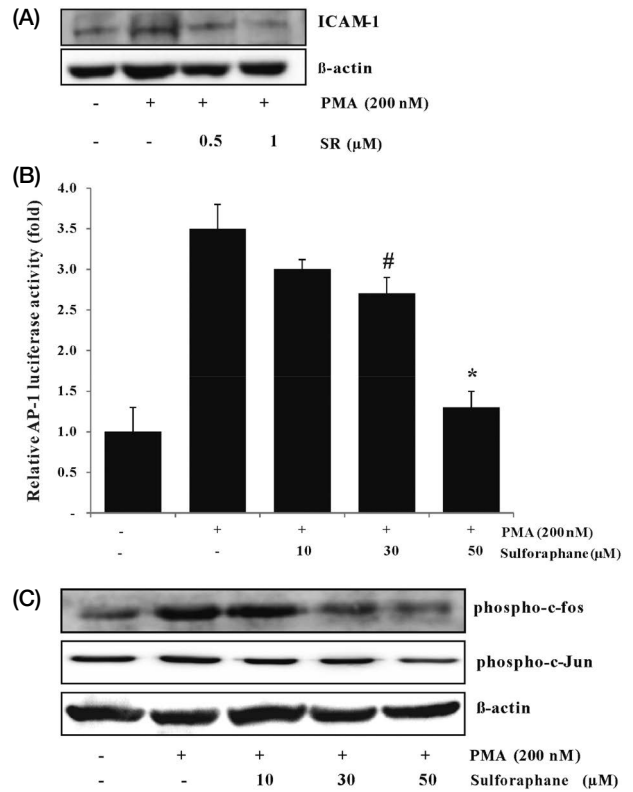 (A)
ICAM-1
ß-actin
- + + + PMA (200 nM)
- - 0.5 1 SR (µM)
(B)
Relative AP-1 luciferase activity (fold)
4.0
3.5
3.0
2.5
2.0
1.5
1.0
0.5
-
#
*
- + + + + PMA (200 nM)
- - 10 30 50 Sulforaphane (µM)
(C)
phospho-c-fos
phospho-c-Jun
ß-actin
- + + + + PMA (200 nM)
- - 10 30 50 Sulforaphane (µM)